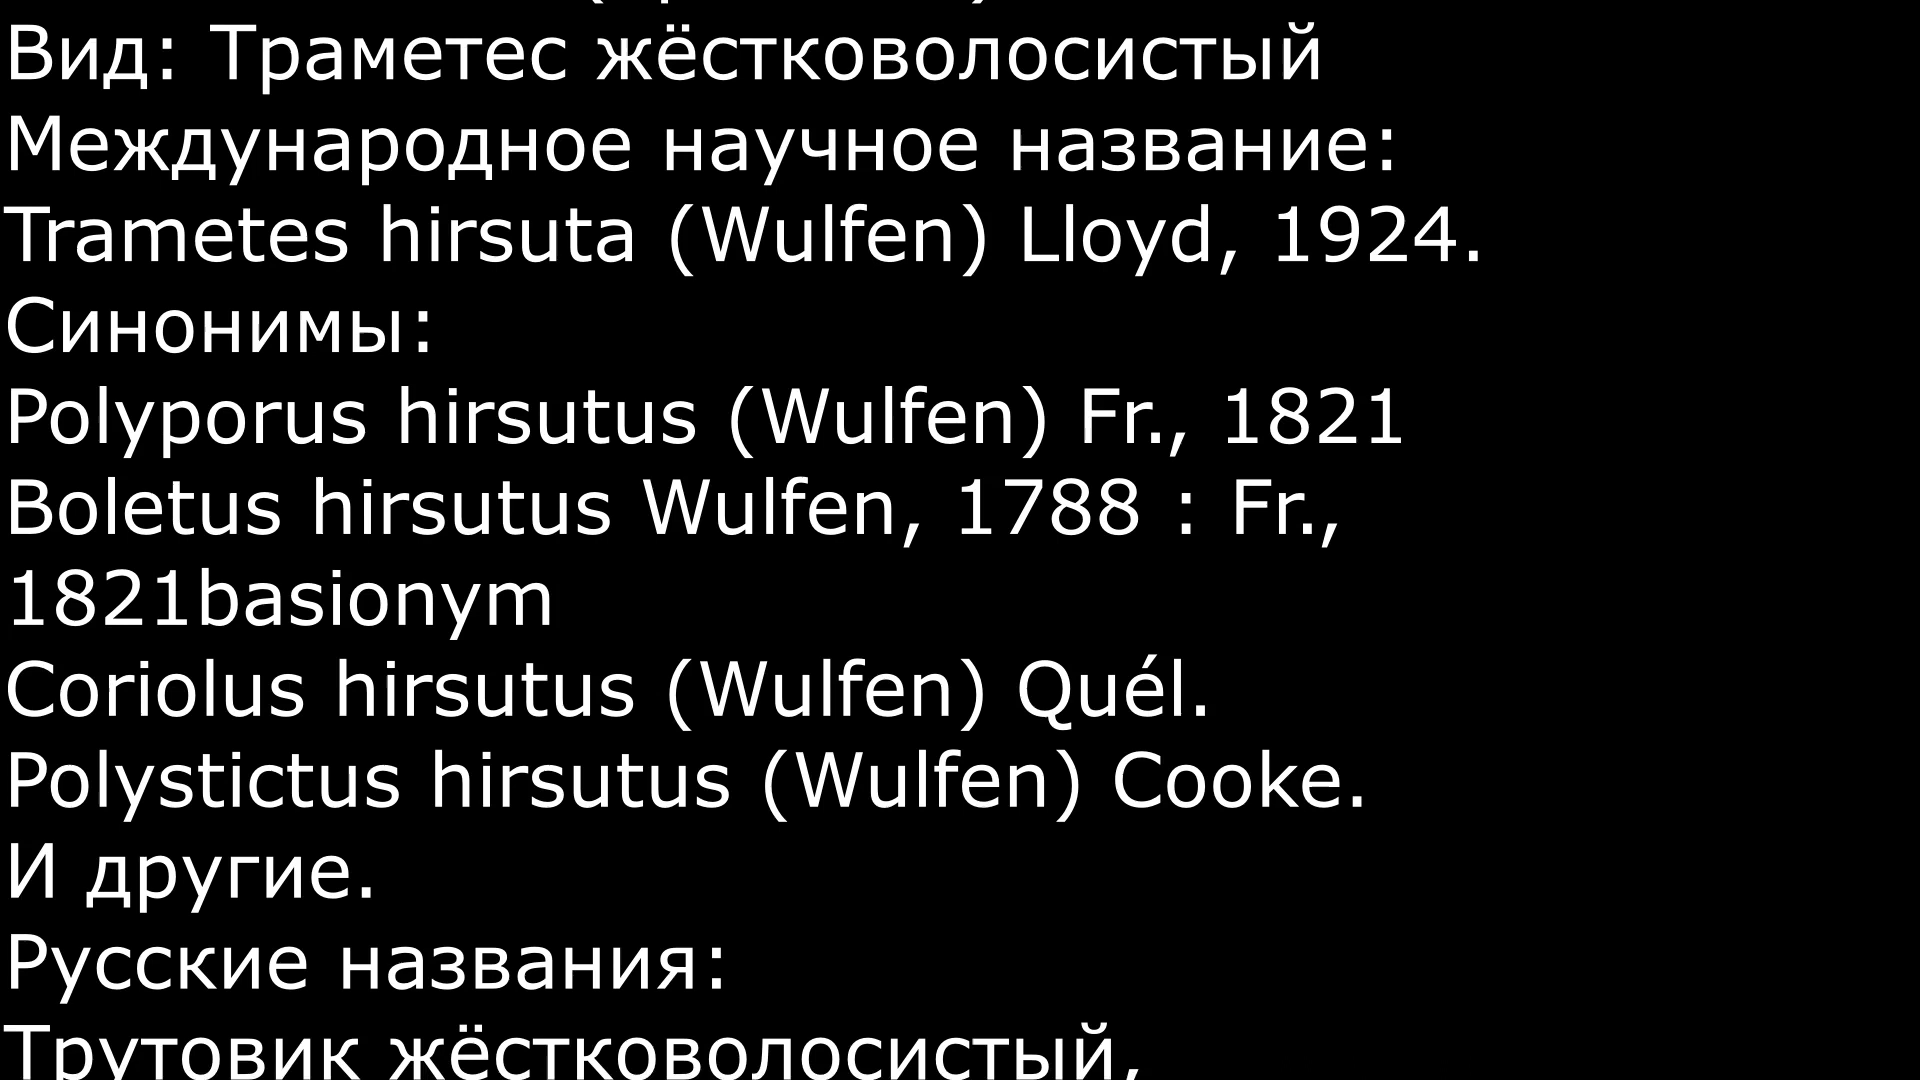 Вид: Траметес жёстковолосистый
Международное научное название:
Trametes hirsuta (Wulfen) Lloyd, 1924.
Синонимы:
Polyporus hirsutus (Wulfen) Fr., 1821
Boletus hirsutus Wulfen, 1788 : Fr.,
1821basionym
Coriolus hirsutus (Wulfen) Quél.
Polystictus hirsutus (Wulfen) Cooke.
И другие.
Русские названия:
Трутовик жёстковолосистый,